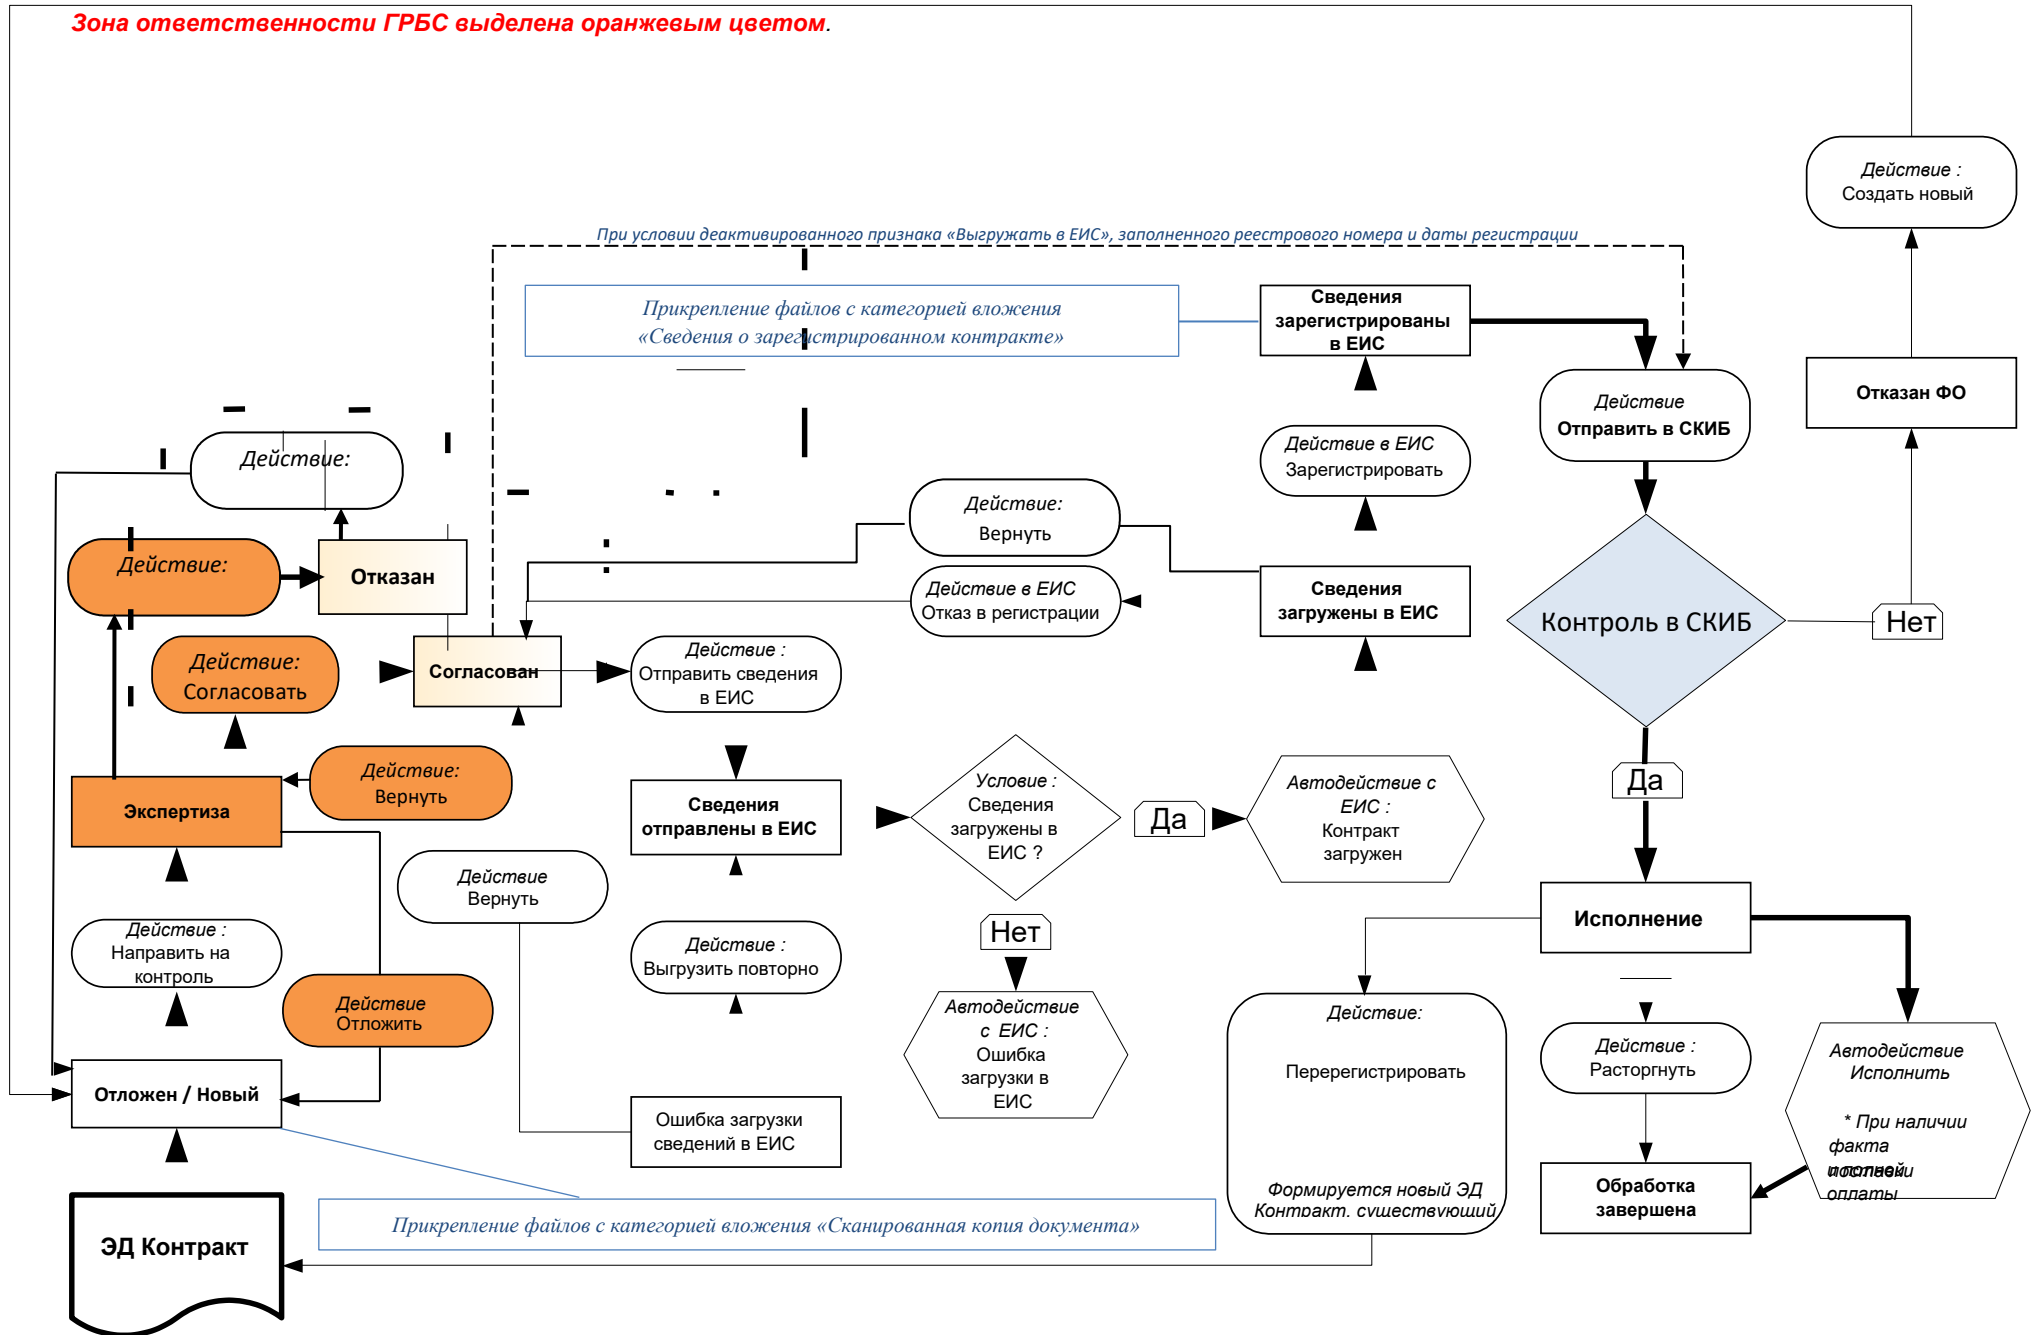 Зона ответственности ГРБС выделена оранжевым цветом.
Действие :
Создать новый
При условии деактивированного признака «Выгружать в ЕИС», заполненного реестрового номера и даты регистрации
Прикрепление файлов с категорией вложения
«Сведения о зарегистрированном контракте»
Сведения
зарегистрированы
в ЕИС
Действие
Отправить в СКИБ
Отказан ФО
Действие:
Действие в ЕИС
Зарегистрировать
Действие:
Вернуть
Действие:
Отказан
Действие в ЕИС
Отказ в регистрации
Сведения
загружены в ЕИС
Контроль в СКИБ
Нет
Действие:
Согласовать
Согласован
Действие :
Отправить сведения
в ЕИС
Экспертиза
Действие:
Вернуть
Сведения
отправлены в ЕИС
Условие :
Сведения
загружены в
ЕИС ?
Да
Автодействие с
ЕИС :
Контракт
загружен
Да
Действие
Вернуть
Нет
Исполнение
Действие :
Направить на
контроль
Действие :
Выгрузить повторно
Действие
Отложить
Автодействие
с ЕИС :
Ошибка
загрузки в
ЕИС
Действие:
Перерегистрировать
Формируется новый ЭД
Контракт, существующий
Действие :
Расторгнуть
Автодействие
Исполнить
* При наличии
факта
поставки
и полной
оплаты
Отложен / Новый
Ошибка загрузки
сведений в ЕИС
Обработка
завершена
Прикрепление файлов с категорией вложения «Сканированная копия документа»
ЭД Контракт